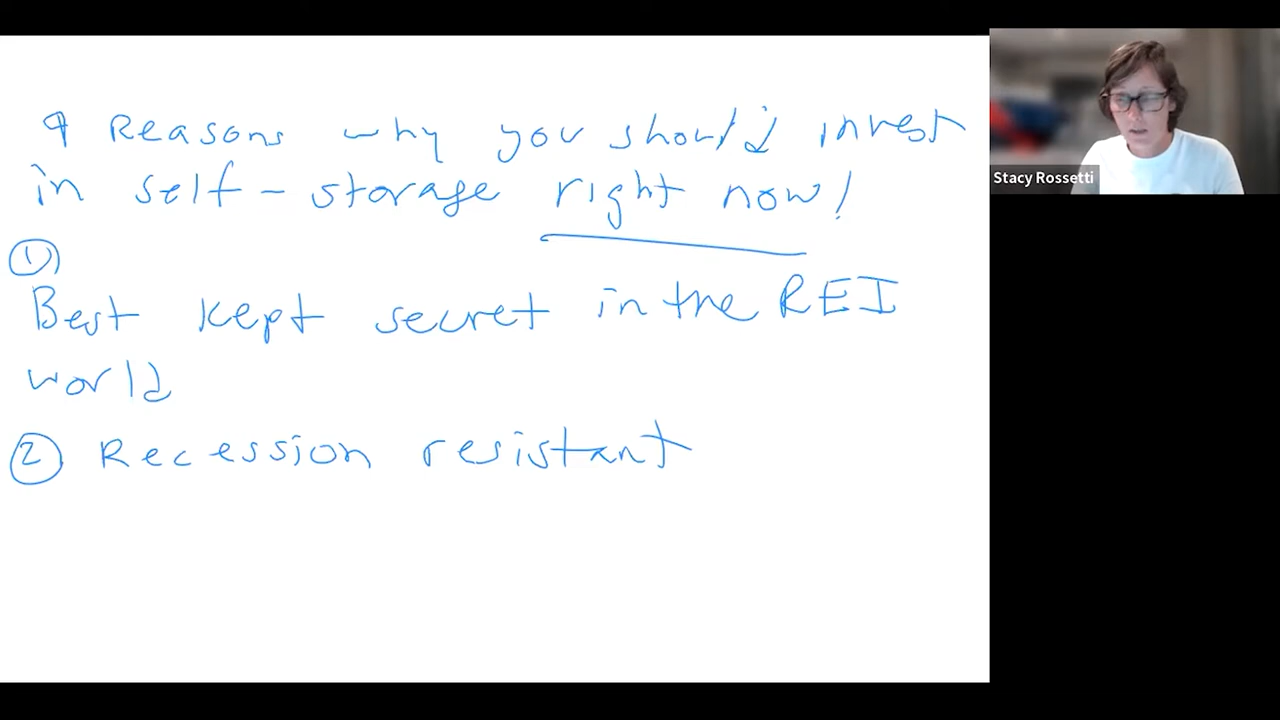 9 Reasons why you should invest
in self-storage right now!
①
Best kept secret in the REI
world
② Recession resistant
Stacy Rossetti